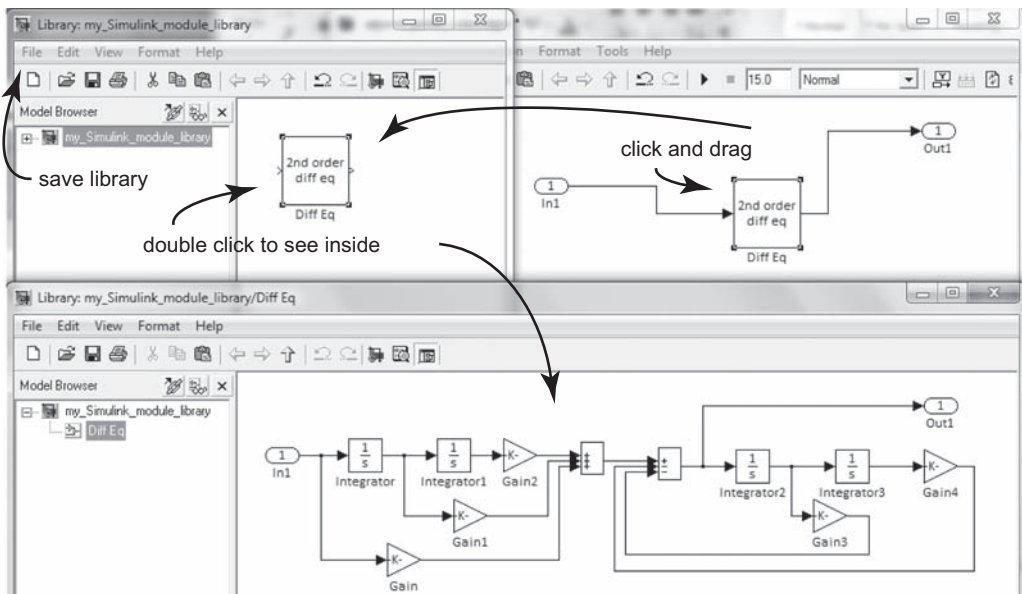 Library: my_Simulink_module_library
File Edit View Format Help
Model Browser
my_Simulink_module_library
save library
2nd order
diff eq
Diff Eq
double click to see inside
Format Tools Help
15.0 Normal
click and drag
1
In1
2nd order
diff eq
Diff Eq
1
Out1
Library: my_Simulink_module_library/Diff Eq
File Edit View Format Help
Model Browser
my_Simulink_module_library
Diff Eq
1
In1
1
s
Integrator
1
s
Integrator1
K-
Gain2
K-
Gain1
K-
Gain
+
+
+
+
−
−
1
Out1
1
s
Integrator2
1
s
Integrator3
K-
Gain4
K-
Gain3